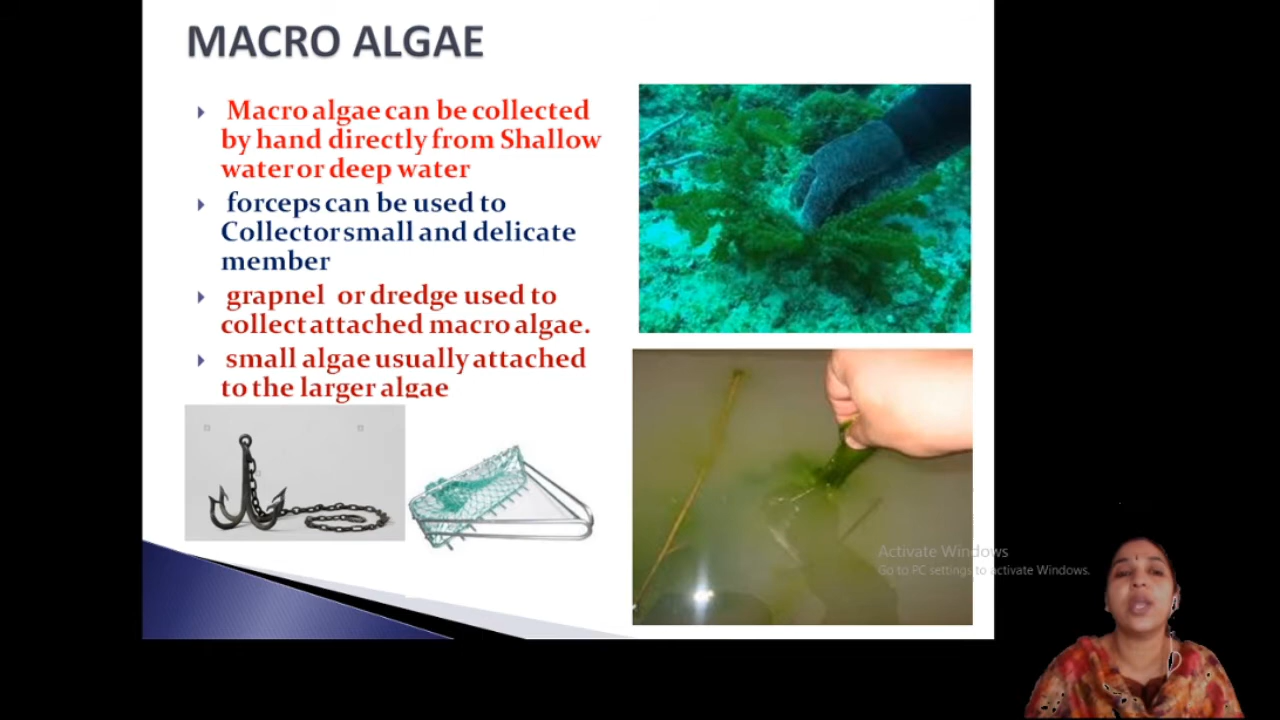 MACRO ALGAE
Macro algae can be collected
by hand directly from Shallow
water or deep water
forceps can be used to
Collector small and delicate
member
grapnel or dredge used to
collect attached macro algae.
small algae usually attached
to the larger algae
Activate Windows
Go to PC settings to activate Windows.